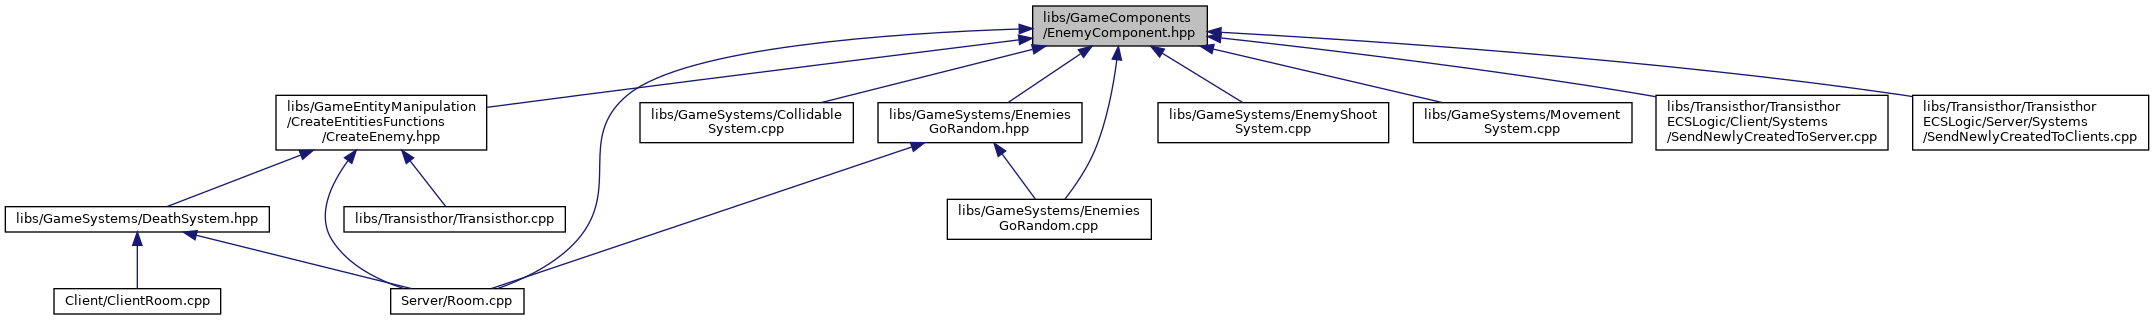 libs/GameComponents
/EnemyComponent.hpp
libs/GameEntityManipulation
/CreateEntitiesFunctions
/CreateEnemy.hpp
libs/GameSystems/Collidable
System.cpp
libs/GameSystems/Enemies
GoRandom.hpp
libs/GameSystems/EnemyShoot
System.cpp
libs/GameSystems/Movement
System.cpp
libs/Transisthor/Transisthor
ECSLogic/Client/Systems
/SendNewlyCreatedToServer.cpp
libs/Transisthor/Transisthor
ECSLogic/Server/Systems
/SendNewlyCreatedToClients.cpp
libs/GameSystems/DeathSystem.hpp
libs/Transisthor/Transisthor.cpp
libs/GameSystems/Enemies
GoRandom.cpp
Client/ClientRoom.cpp
Server/Room.cpp